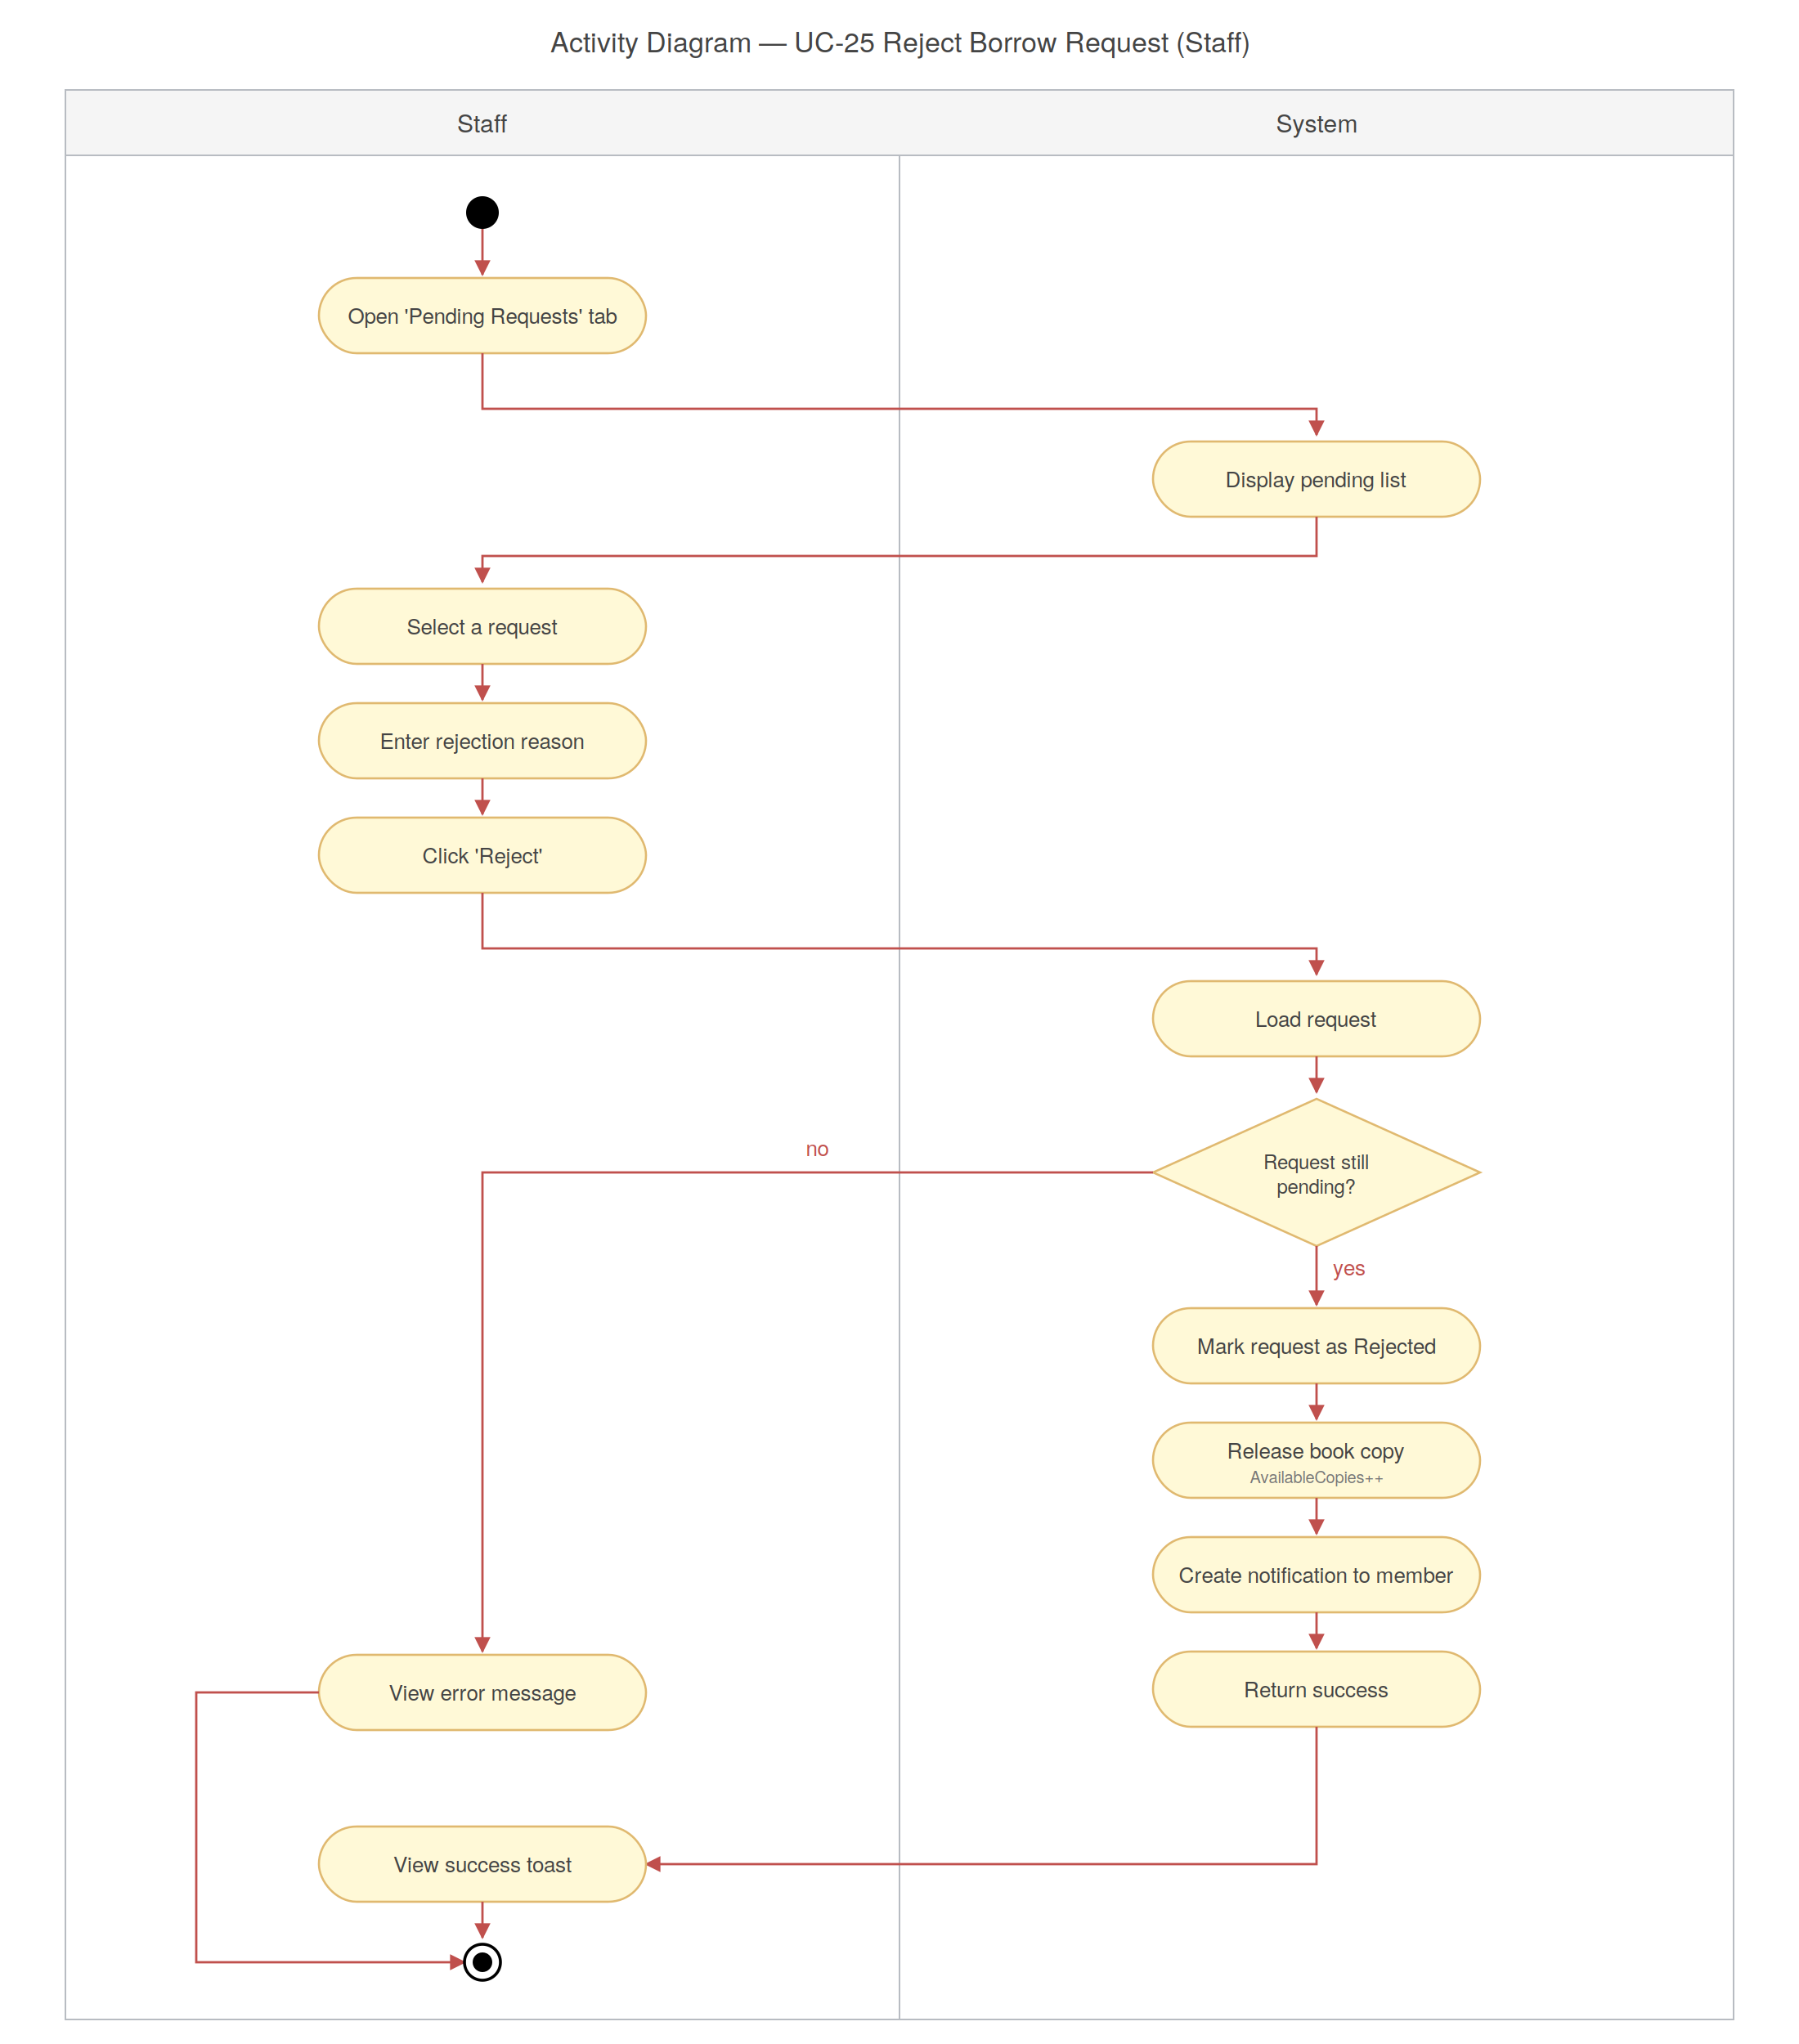 Activity Diagram — UC-25 Reject Borrow Request (Staff)
Staff
System
Open 'Pending Requests' tab
Display pending list
Select a request
Enter rejection reason
Click 'Reject'
Load request
Request still
pending?
no
yes
Mark request as Rejected
Release book copy
AvailableCopies++
Create notification to member
Return success
View error message
View success toast